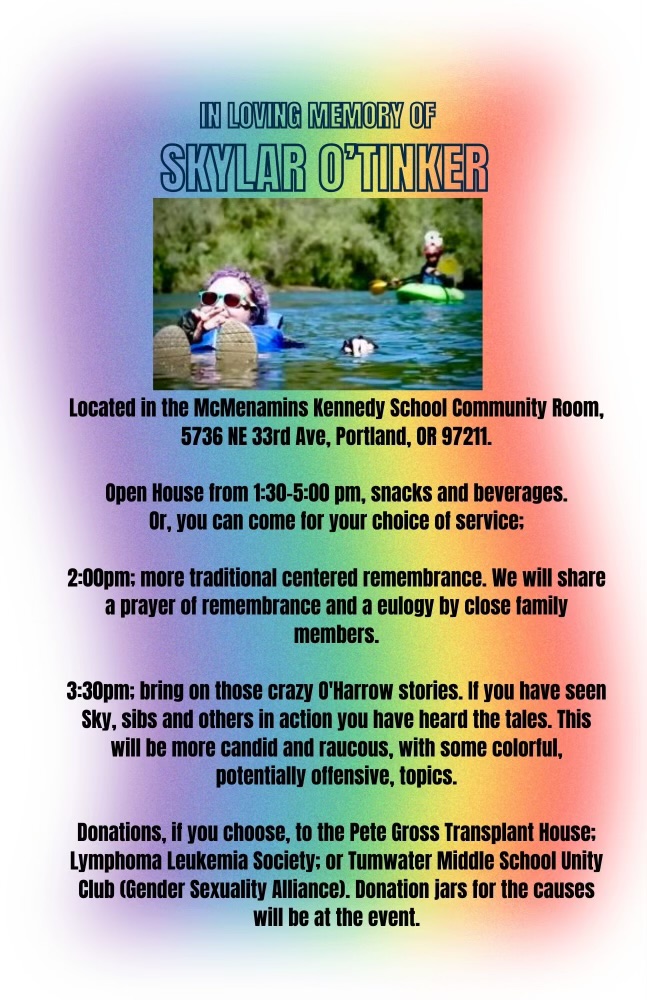 IN LOVING MEMORY OF
SKYLAR O'TINKER
Located in the McMenamins Kennedy School Community Room,
5736 NE 33rd Ave, Portland, OR 97211.
Open House from 1:30-5:00 pm, snacks and beverages.
Or, you can come for your choice of service;
2:00pm; more traditional centered remembrance. We will share
a prayer of remembrance and a eulogy by close family
members.
3:30pm; bring on those crazy O'Harrow stories. If you have seen
Sky, sibs and others in action you have heard the tales. This
will be more candid and raucous, with some colorful,
potentially offensive, topics.
Donations, if you choose, to the Pete Gross Transplant House;
Lymphoma Leukemia Society; or Tumwater Middle School Unity
Club (Gender Sexuality Alliance). Donation jars for the causes
will be at the event.